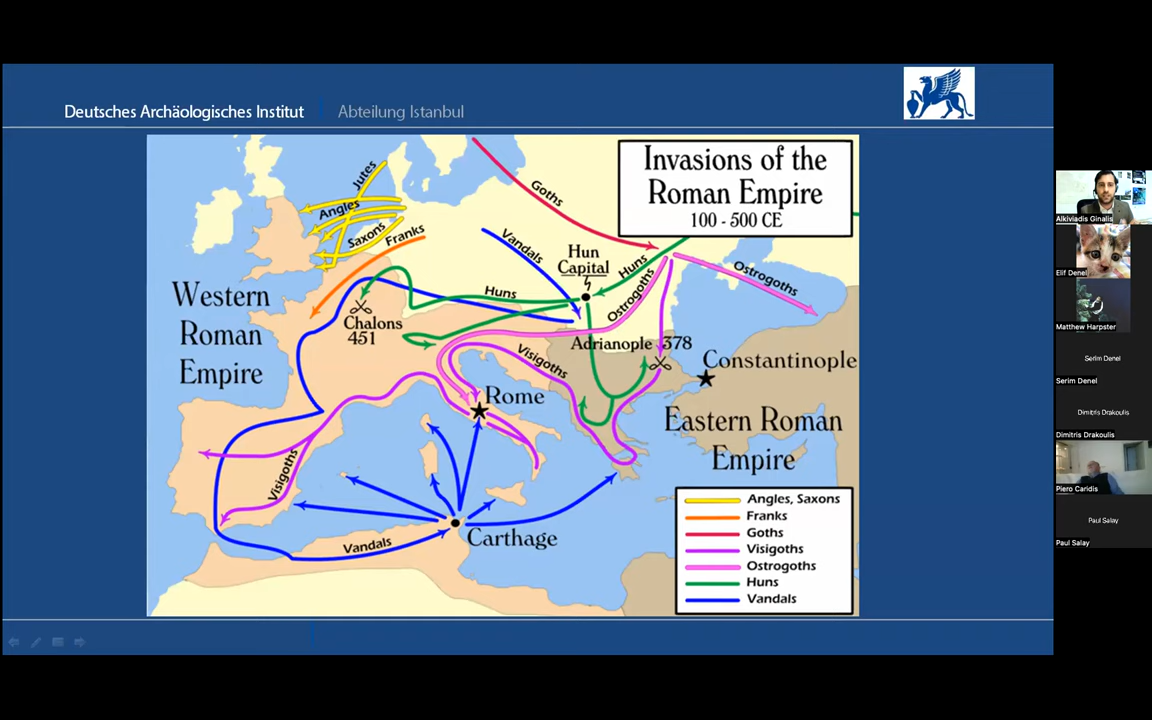 Deutsches Archäologisches Institut
Abteilung Istanbul
Invasions of the
Roman Empire
100 - 500 CE
Jutes
Angles
Saxons
Franks
Goths
Vandals
Hun
Capital
Huns
Ostrogoths
Ostrogoths
Huns
Western
Roman
Empire
Chalons
451
Adrianople 378
Visigoths
Constantinople
Rome
Eastern Roman
Empire
Visigoths
Carthage
Vandals
Angles, Saxons
Franks
Goths
Visigoths
Ostrogoths
Huns
Vandals
Alkiviadis Ginalis
Elif Denel
Matthew Harpster
Serim Denel
Serim Denel
Dimitris Drakoulis
Dimitris Drakoulis
Piero Caridis
Paul Salay
Paul Salay